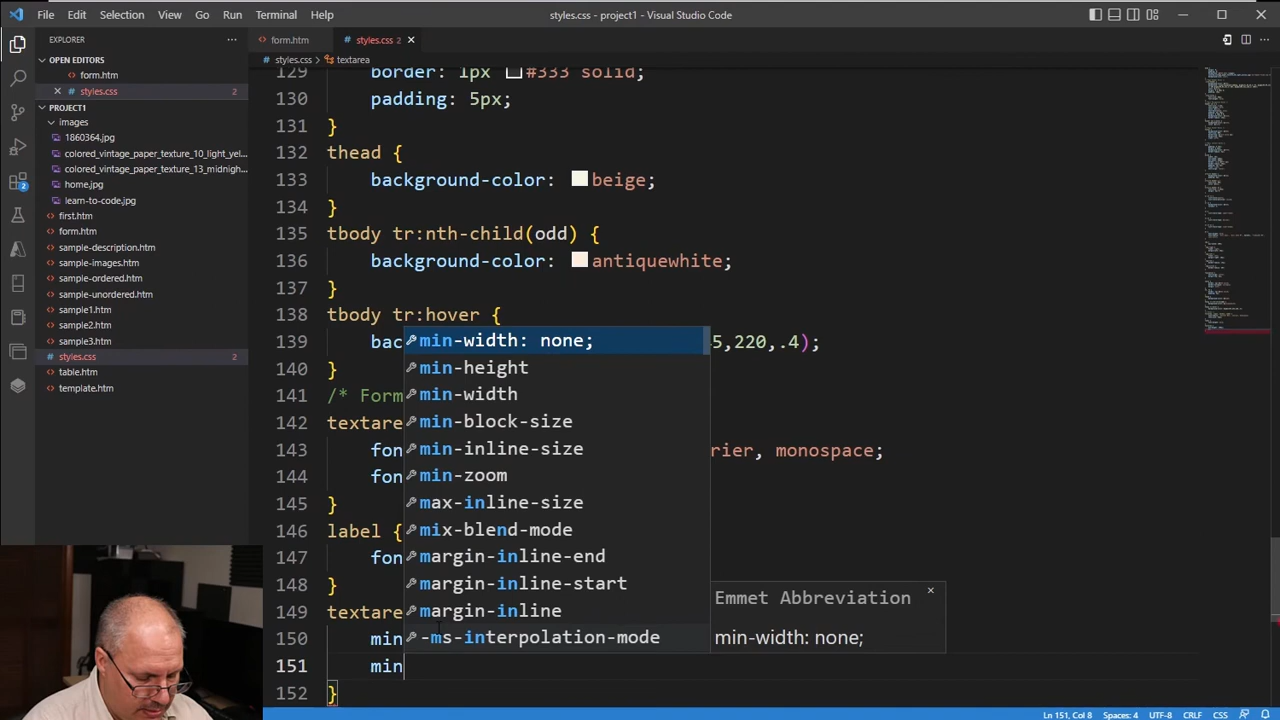 File Edit Selection View Go Run Terminal Help
styles.css - project1 - Visual Studio Code
EXPLORER
OPEN EDITORS
form.htm
styles.css 2
PROJECT1
images
1860364.jpg
colored_vintage_paper_texture_10_light_yel...
colored_vintage_paper_texture_13_midnigh...
home.jpg
learn-to-code.jpg
first.htm
form.htm
sample-description.htm
sample-images.htm
sample-ordered.htm
sample-unordered.htm
sample1.htm
sample2.htm
sample3.htm
styles.css 2
table.htm
template.htm
2
form.htm styles.css 2
styles.css > textarea
129 border: 1px #333 solid;
130 padding: 5px;
131 }
132 thead {
133 background-color: beige;
134 }
135 tbody tr:nth-child(odd) {
136 background-color: antiquewhite;
137 }
138 tbody tr:hover {
139 bac 5,220,.4);
140 }
141 /* Form
142 textare
143 fon rier, monospace;
144 fon
145 }
146 label {
147 fon
148 }
149 textare
150 min
151 min
152 }
min-width: none;
min-height
min-width
min-block-size
min-inline-size
min-zoom
max-inline-size
mix-blend-mode
margin-inline-end
margin-inline-start
margin-inline
-ms-interpolation-mode
Emmet Abbreviation
min-width: none;
Ln 151, Col 8 Spaces: 4 UTF-8 CRLF CSS